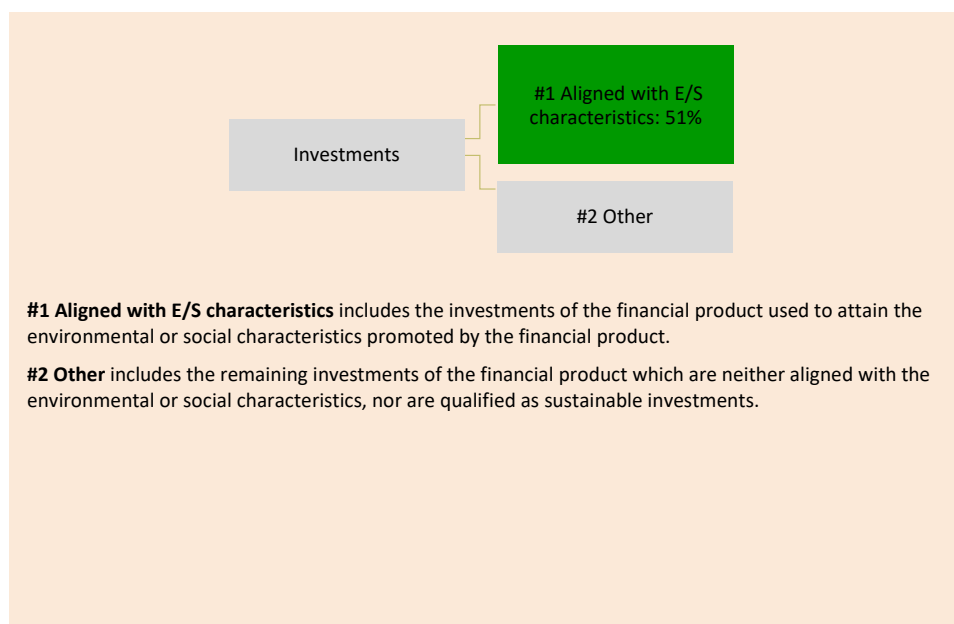 #1 Aligned with E/S
characteristics: 51%
Investments
#2 Other
#1 Aligned with E/S characteristics includes the investments of the financial product used to attain the
environmental or social characteristics promoted by the financial product.
#2 Other includes the remaining investments of the financial product which are neither aligned with the
environmental or social characteristics, nor are qualified as sustainable investments.